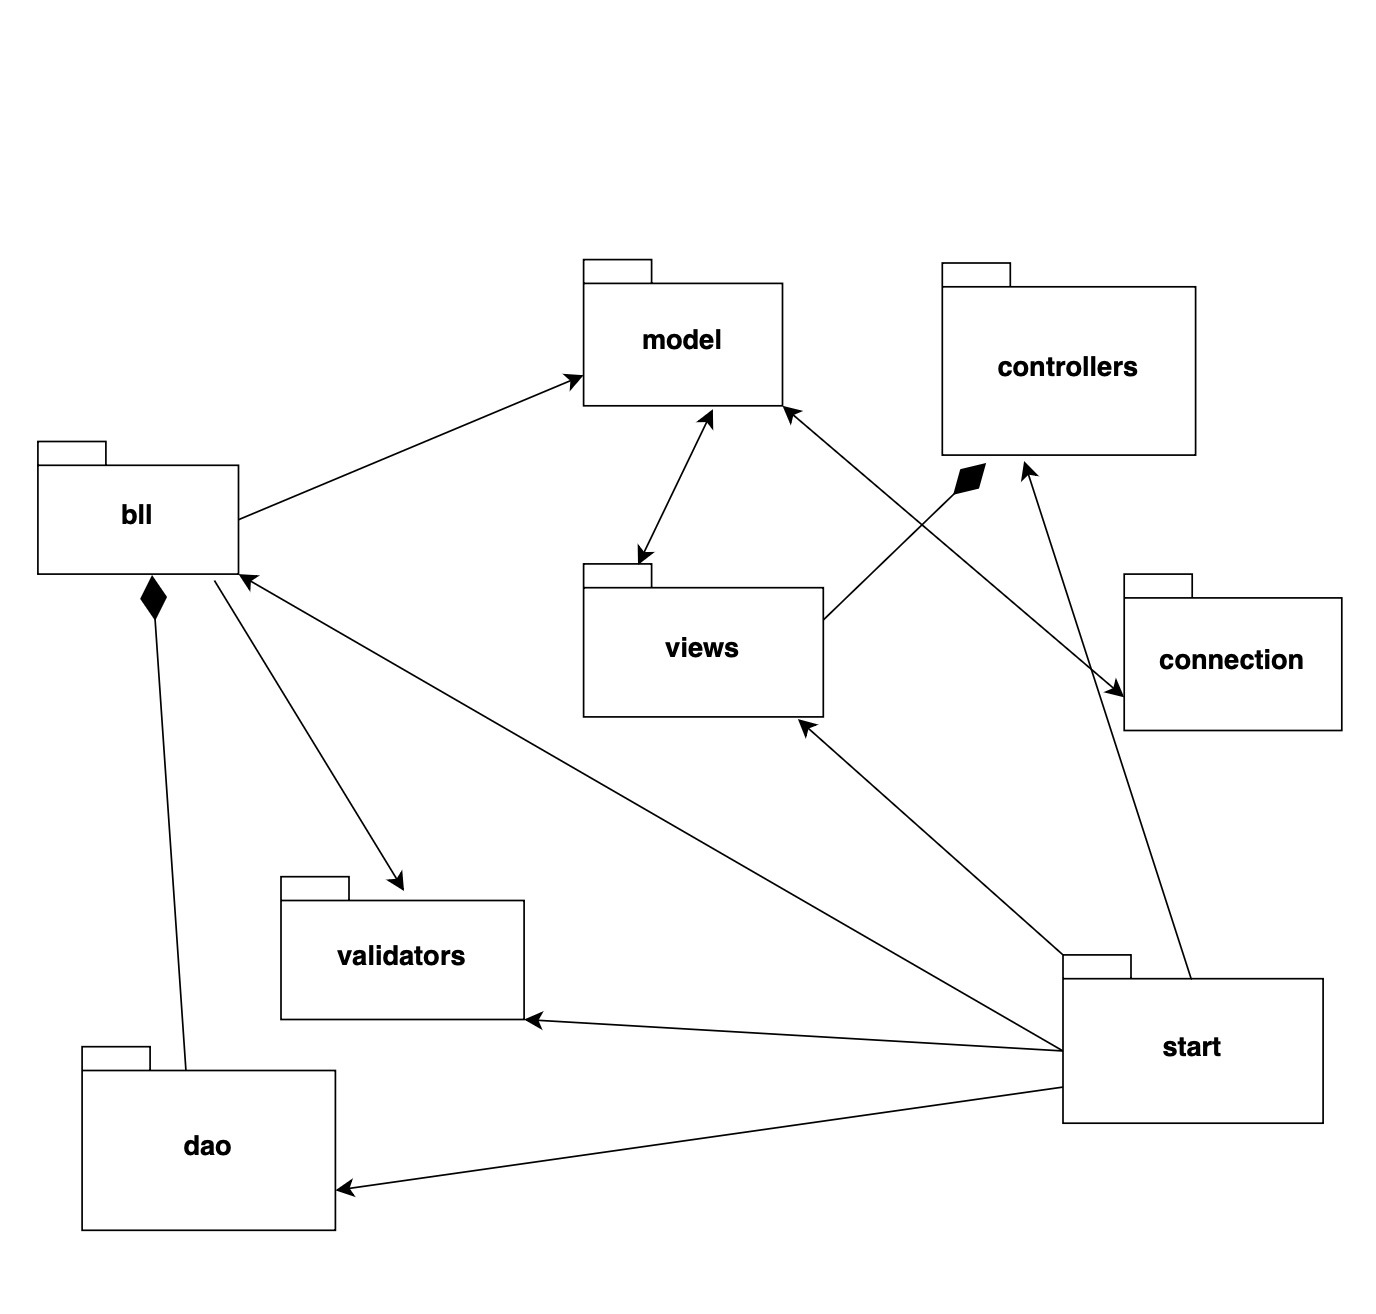 model
controllers
bll
views
connection
validators
start
dao